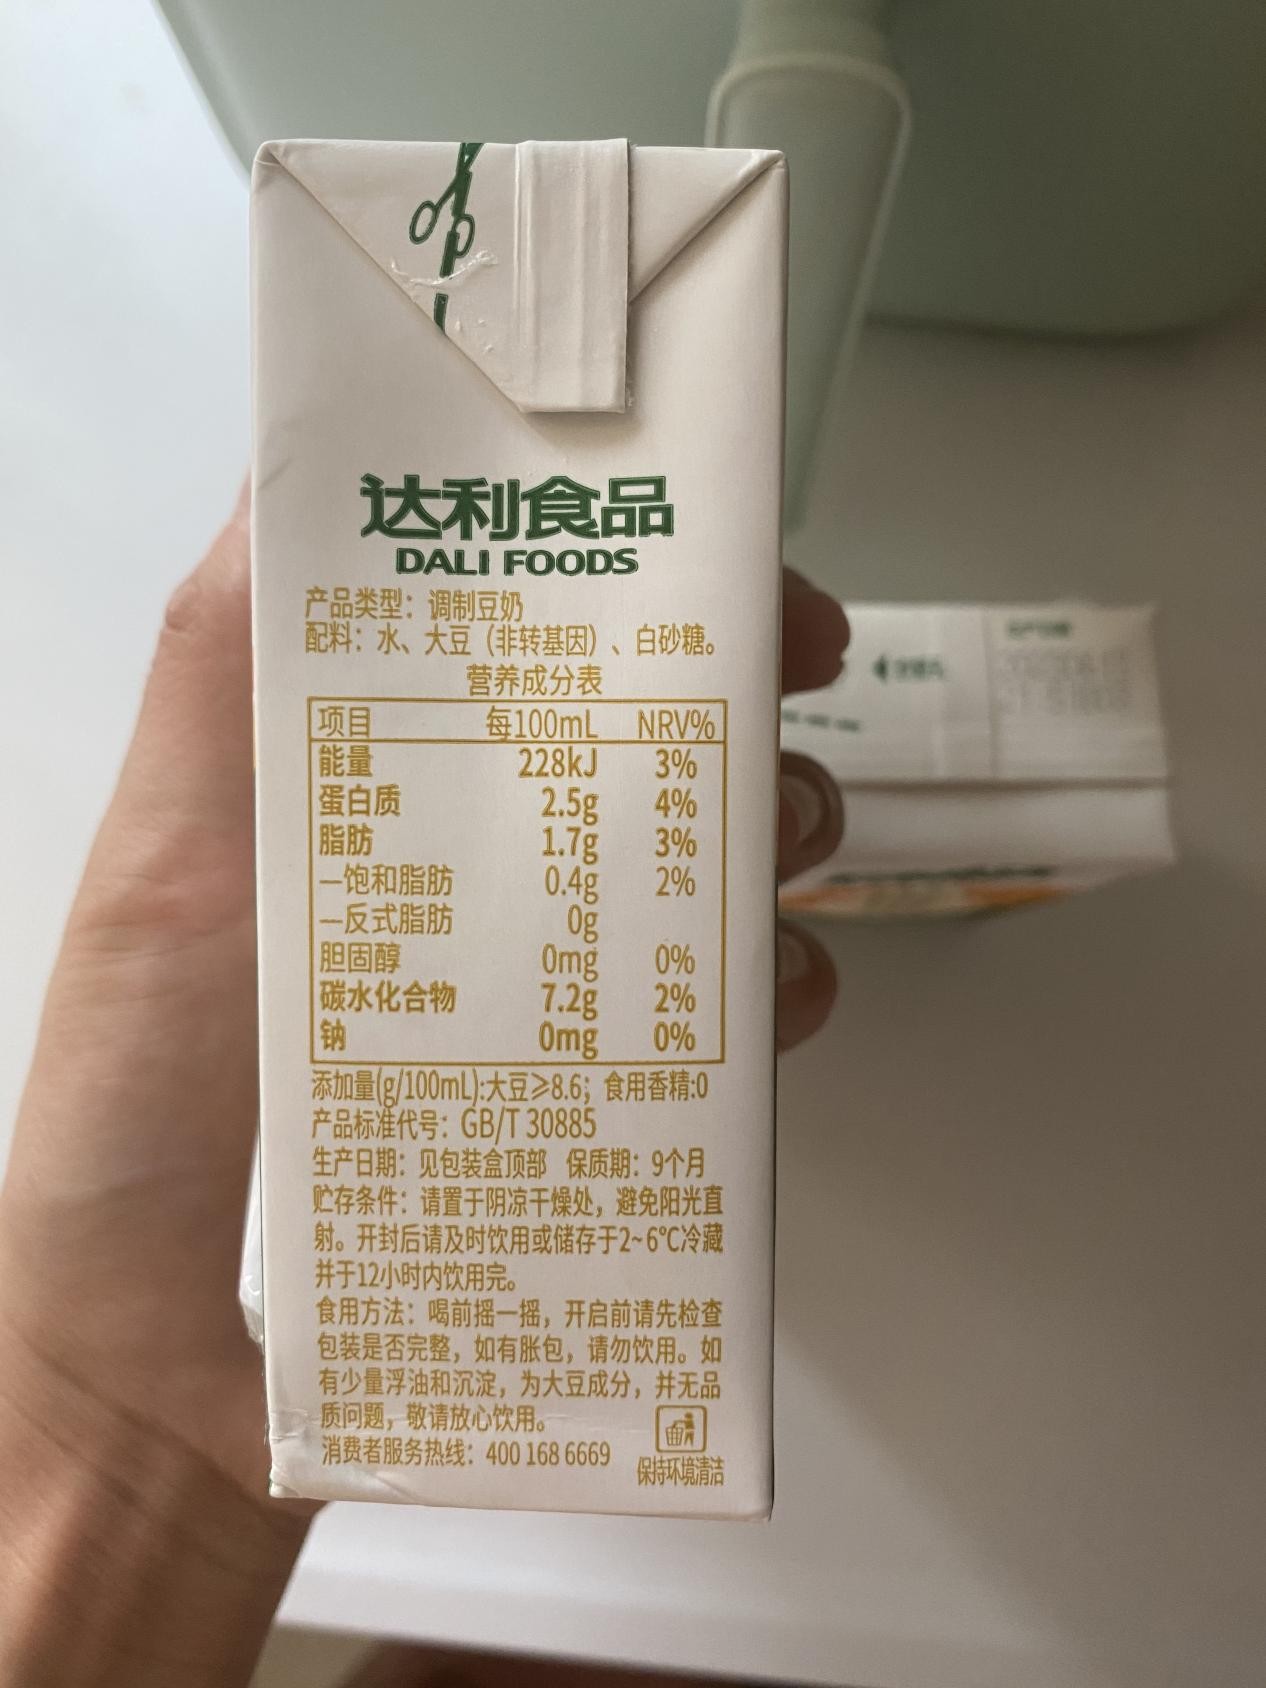 达利食品
DALI FOODS
产品类型：调制豆奶
配料：水、大豆（非转基因）、白砂糖。
营养成分表
项目 每100mL NRV%
能量 228kJ 3%
蛋白质 2.5g 4%
脂肪 1.7g 3%
—饱和脂肪 0.4g 2%
—反式脂肪 0g
胆固醇 0mg 0%
碳水化合物 7.2g 2%
钠 0mg 0%
添加量(g/100mL):大豆≥8.6；食用香精:0
产品标准代号：GB/T 30885
生产日期：见包装盒顶部 保质期：9个月
贮存条件：请置于阴凉干燥处，避免阳光直
射。开封后请及时饮用或储存于2~6℃冷藏
并于12小时内饮用完。
食用方法：喝前摇一摇，开启前请先检查
包装是否完整，如有胀包，请勿饮用。如
有少量浮油和沉淀，为大豆成分，并无品
质问题，敬请放心饮用。
消费者服务热线：400 168 6669
保持环境清洁